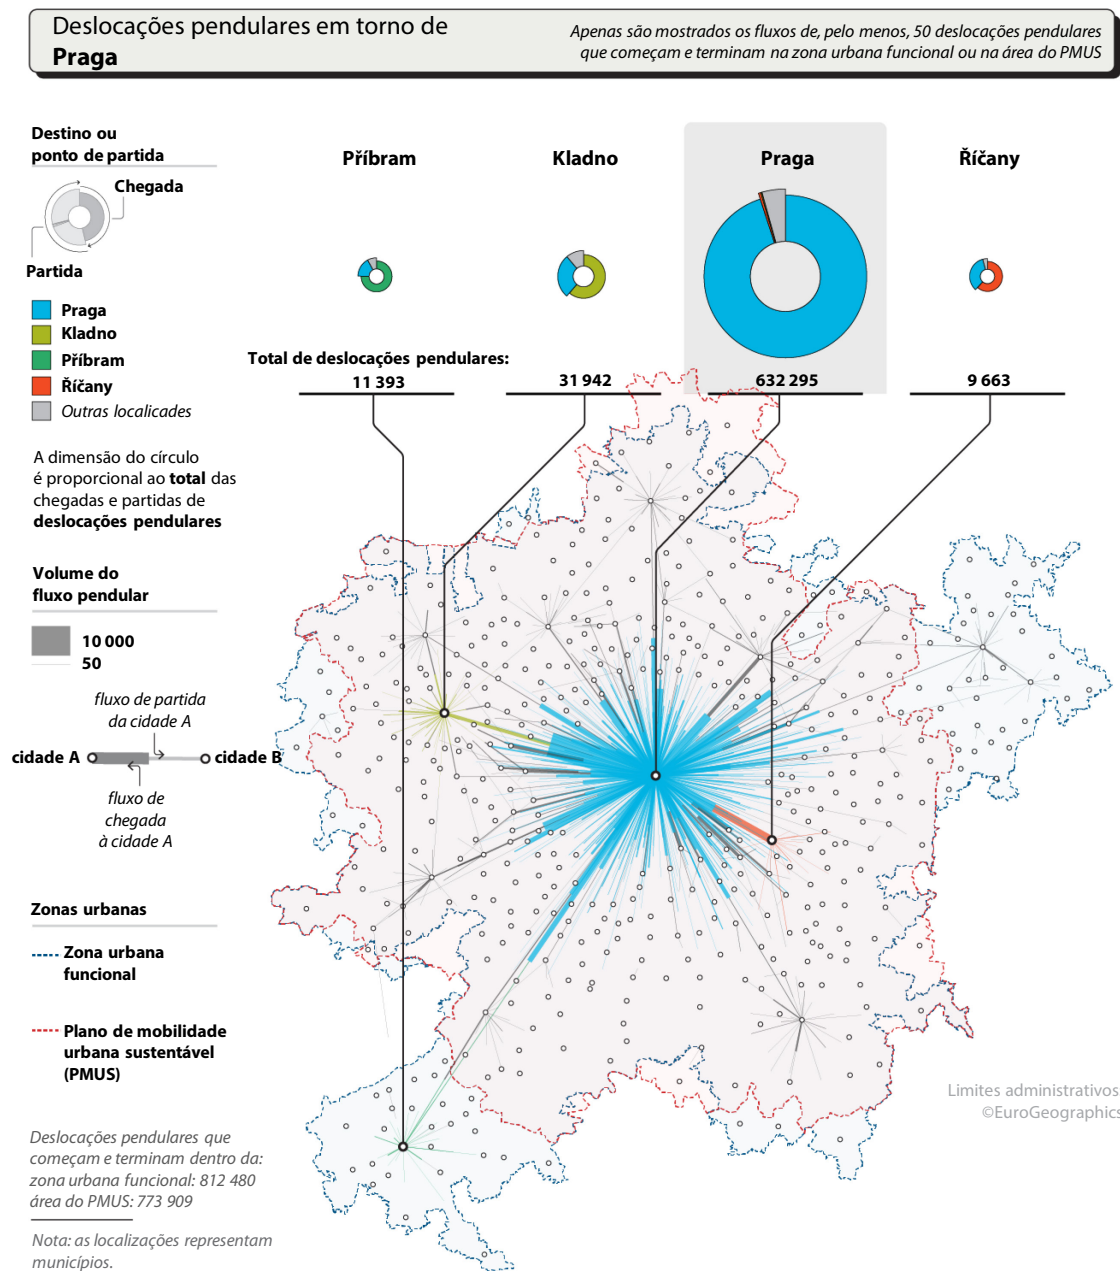 Deslocações pendulares em torno de
Praga
Apenas são mostrados os fluxos de, pelo menos, 50 deslocações pendulares
que começam e terminam na zona urbana funcional ou na área do PMUS
Destino ou
ponto de partida
Chegada
Partida
Praga
Kladno
Příbram
Říčany
Outras localicades
A dimensão do círculo
é proporcional ao total das
chegadas e partidas de
deslocações pendulares
Volume do
fluxo pendular
10 000
50
fluxo de partida
da cidade A
cidade A
cidade B
fluxo de
chegada
à cidade A
Zonas urbanas
Zona urbana
funcional
Plano de mobilidade
urbana sustentável
(PMUS)
Deslocações pendulares que
começam e terminam dentro da:
zona urbana funcional: 812 480
área do PMUS: 773 909
Nota: as localizações representam
municípios.
Příbram
Kladno
Praga
Říčany
Total de deslocações pendulares:
11 393
31 942
632 295
9 663
Limites administrativos:
©EuroGeographics